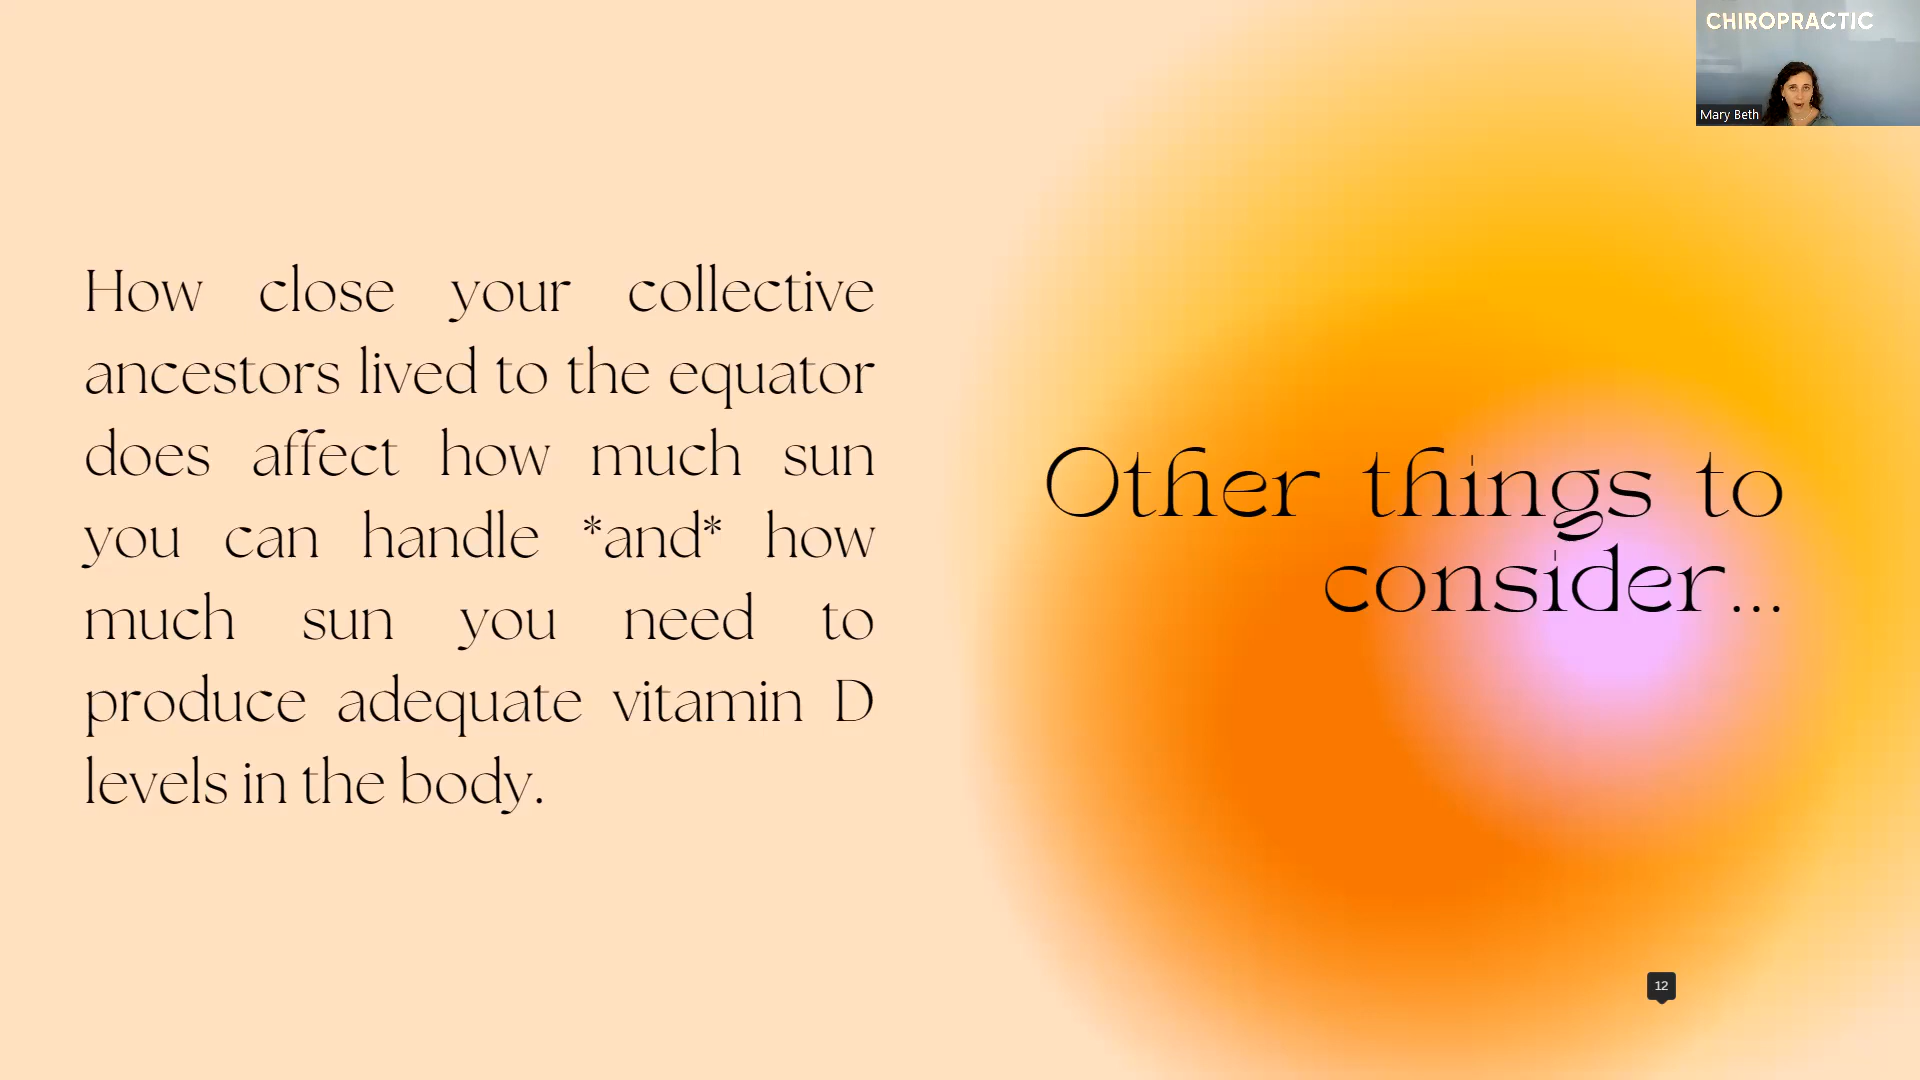 CHIROPRACTIC
Mary Beth
How close your collective
ancestors lived to the equator
does affect how much sun
you can handle *and* how
much sun you need to
produce adequate vitamin D
levels in the body.
Other things to
consider...
12